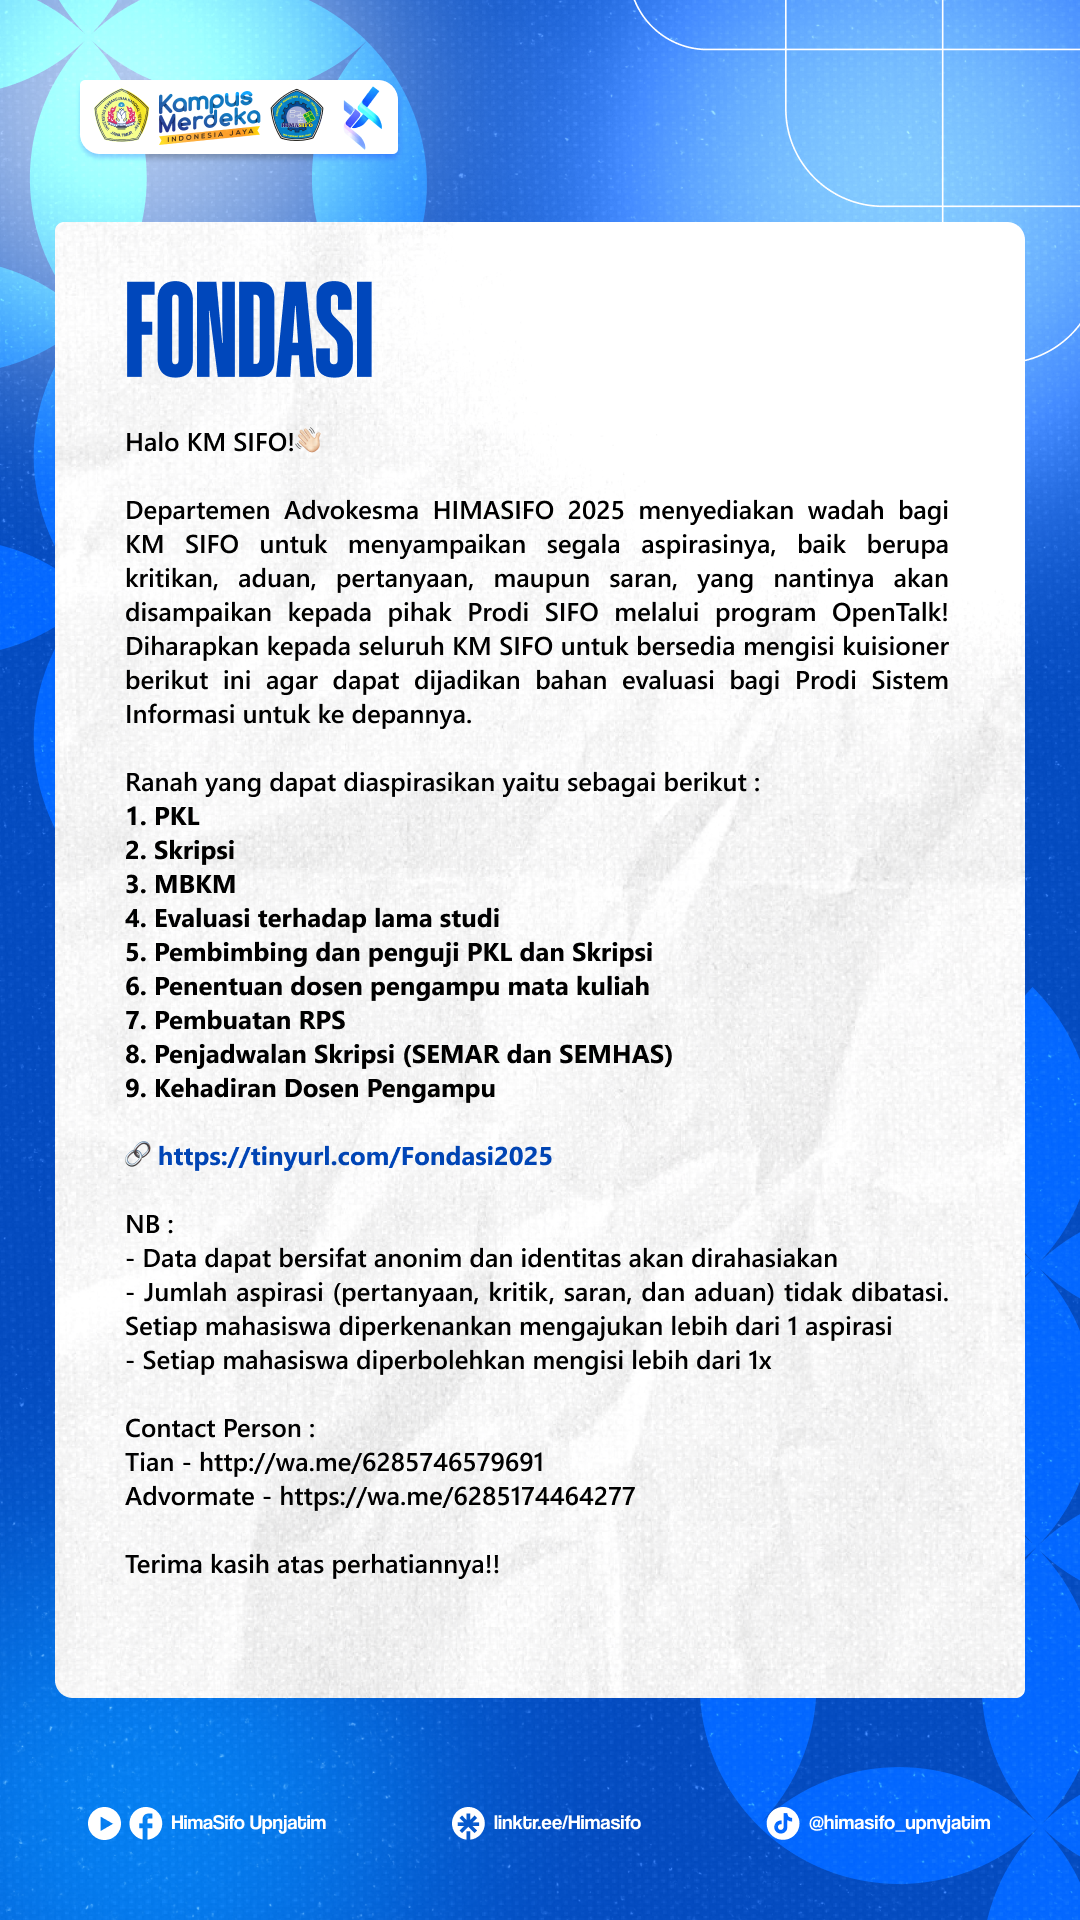 Kampus
Merdeka
INDONESIA JAYA
FONDASI
Halo KM SIFO!👋🏻
Departemen Advokesma HIMASIFO 2025 menyediakan wadah bagi
KM SIFO untuk menyampaikan segala aspirasinya, baik berupa
kritikan, aduan, pertanyaan, maupun saran, yang nantinya akan
disampaikan kepada pihak Prodi SIFO melalui program OpenTalk!
Diharapkan kepada seluruh KM SIFO untuk bersedia mengisi kuisioner
berikut ini agar dapat dijadikan bahan evaluasi bagi Prodi Sistem
Informasi untuk ke depannya.
Ranah yang dapat diaspirasikan yaitu sebagai berikut :
1. PKL
2. Skripsi
3. MBKM
4. Evaluasi terhadap lama studi
5. Pembimbing dan penguji PKL dan Skripsi
6. Penentuan dosen pengampu mata kuliah
7. Pembuatan RPS
8. Penjadwalan Skripsi (SEMAR dan SEMHAS)
9. Kehadiran Dosen Pengampu
🔗 https://tinyurl.com/Fondasi2025
NB :
- Data dapat bersifat anonim dan identitas akan dirahasiakan
- Jumlah aspirasi (pertanyaan, kritik, saran, dan aduan) tidak dibatasi.
Setiap mahasiswa diperkenankan mengajukan lebih dari 1 aspirasi
- Setiap mahasiswa diperbolehkan mengisi lebih dari 1x
Contact Person :
Tian - http://wa.me/6285746579691
Advormate - https://wa.me/6285174464277
Terima kasih atas perhatiannya!!
HimaSifo Upnjatim
linktr.ee/Himasifo
@himasifo_upnvjatim